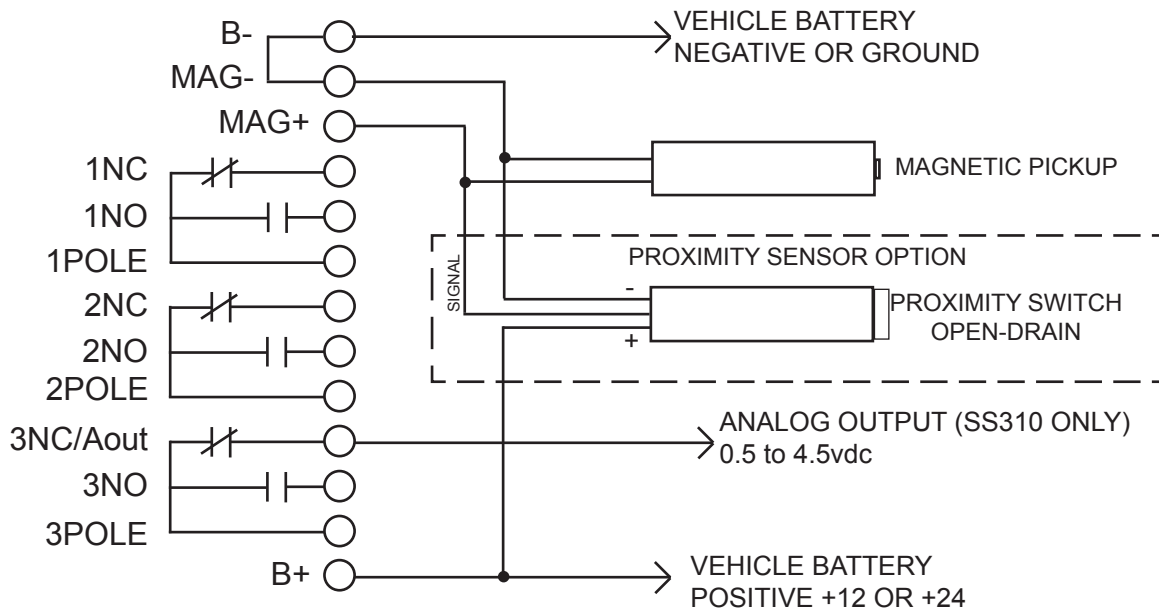 B-
MAG-
MAG+
1NC
1NO
1POLE
2NC
2NO
2POLE
3NC/Aout
3NO
3POLE
B+
VEHICLE BATTERY
NEGATIVE OR GROUND
MAGNETIC PICKUP
PROXIMITY SENSOR OPTION
SIGNAL
-
+
PROXIMITY SWITCH
OPEN-DRAIN
ANALOG OUTPUT (SS310 ONLY)
0.5 to 4.5vdc
VEHICLE BATTERY
POSITIVE +12 OR +24